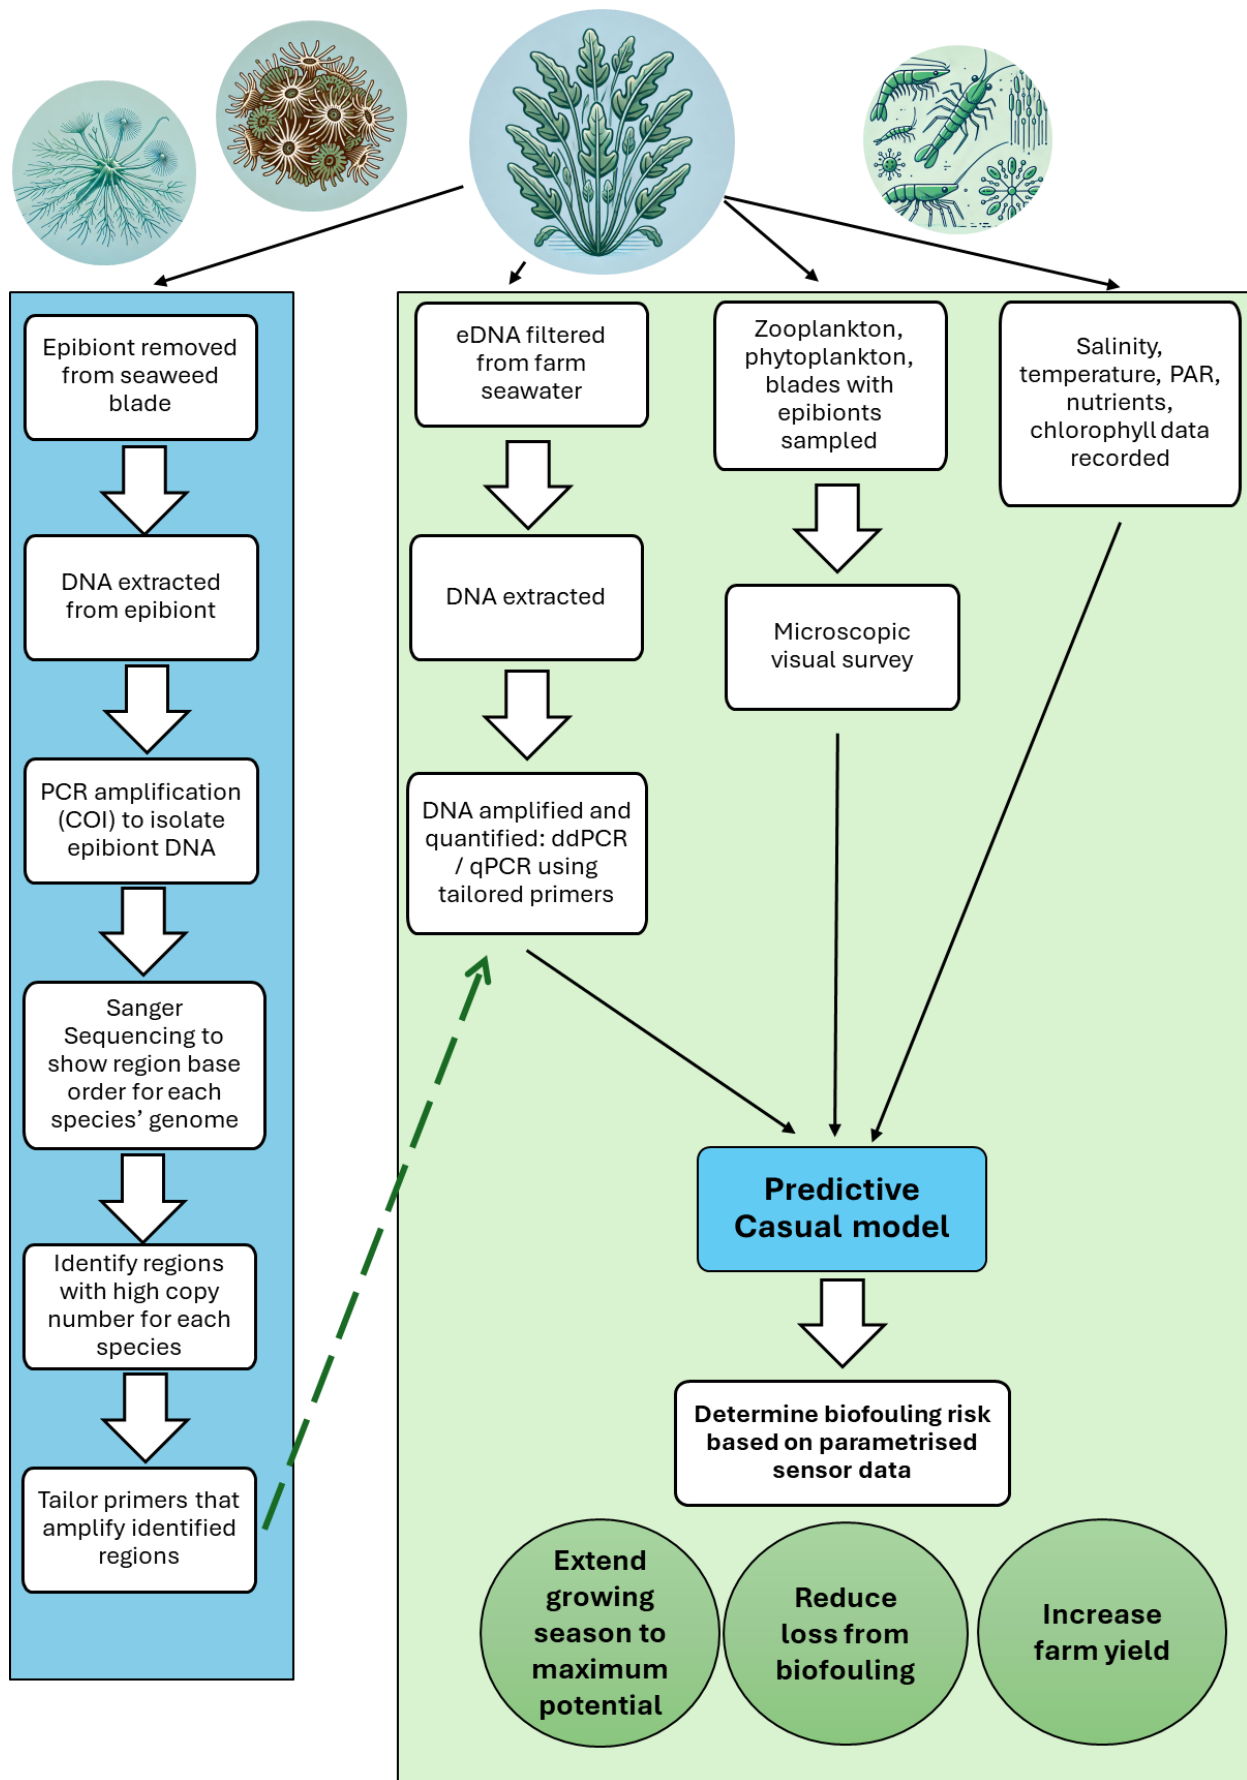 Epibiont removed
from seaweed
blade
DNA extracted
from epibiont
PCR amplification
(COI) to isolate
epibiont DNA
Sanger
Sequencing to
show region base
order for each
species’ genome
Identify regions
with high copy
number for each
species
Tailor primers that
amplify identified
regions
eDNA filtered
from farm
seawater
DNA extracted
DNA amplified and
quantified: ddPCR
/ qPCR using
tailored primers
Zooplankton,
phytoplankton,
blades with
epibionts
sampled
Microscopic
visual survey
Salinity,
temperature, PAR,
nutrients,
chlorophyll data
recorded
Predictive
Casual model
Determine biofouling risk
based on parametrised
sensor data
Extend
growing
season to
maximum
potential
Reduce
loss from
biofouling
Increase
farm yield